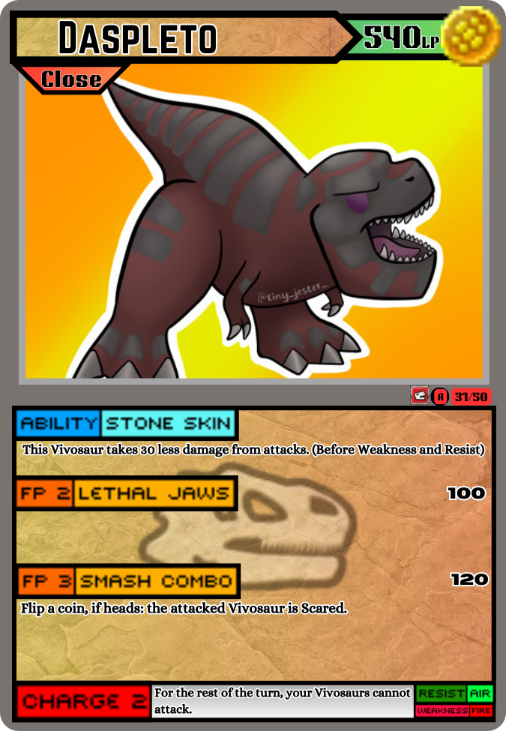 DASPLETO
540LP
Close
@tiny_jester_
A 31/50
ABILITY STONE SKIN
This Vivosaur takes 30 less damage from attacks. (Before Weakness and Resist)
FP 2 LETHAL JAWS 100
FP 3 SMASH COMBO 120
Flip a coin, if heads: the attacked Vivosaur is Scared.
CHARGE 2
For the rest of the turn, your Vivosaurs cannot
attack.
RESIST AIR
WEAKNESS FIRE